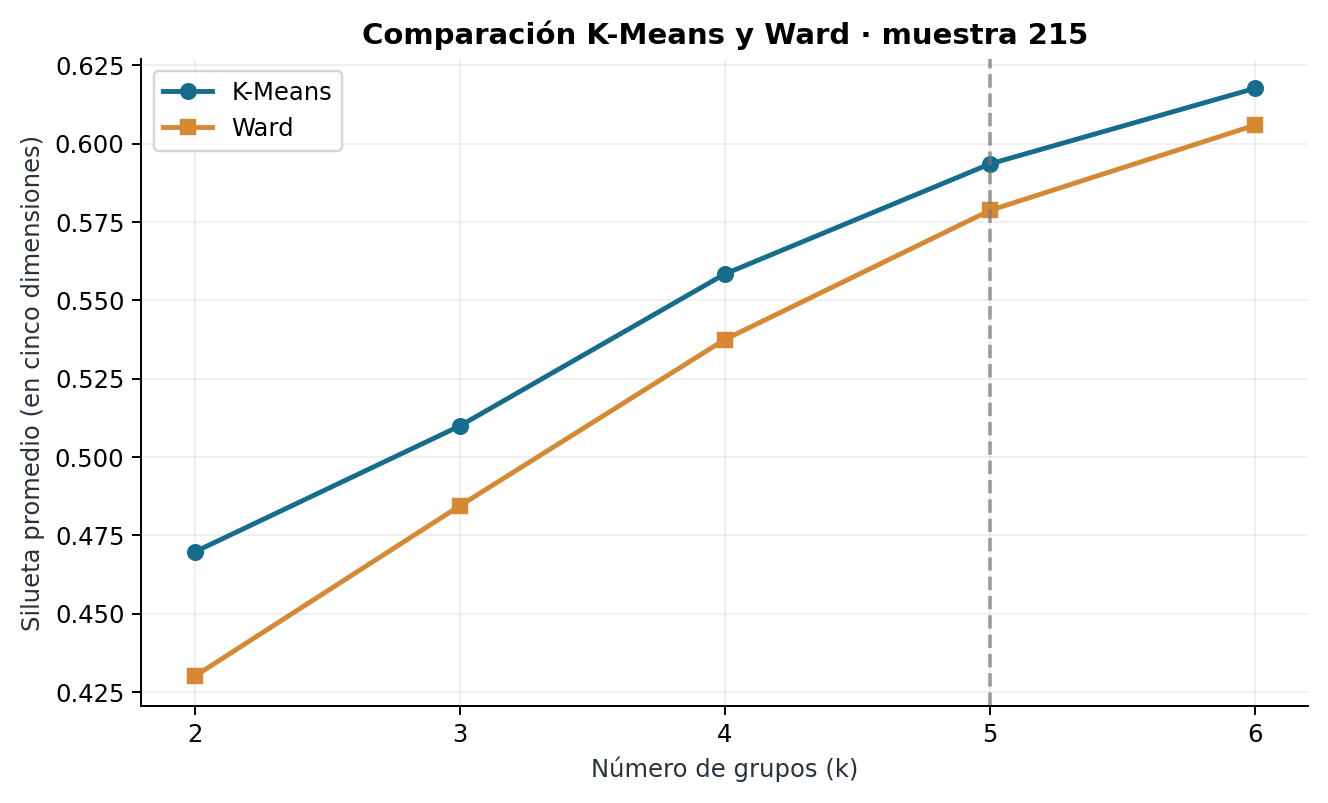 Comparación K-Means y Ward · muestra 215
K-Means
Ward
Silueta promedio (en cinco dimensiones)
0.625
0.600
0.575
0.550
0.525
0.500
0.475
0.450
0.425
2 3 4 5 6
Número de grupos (k)